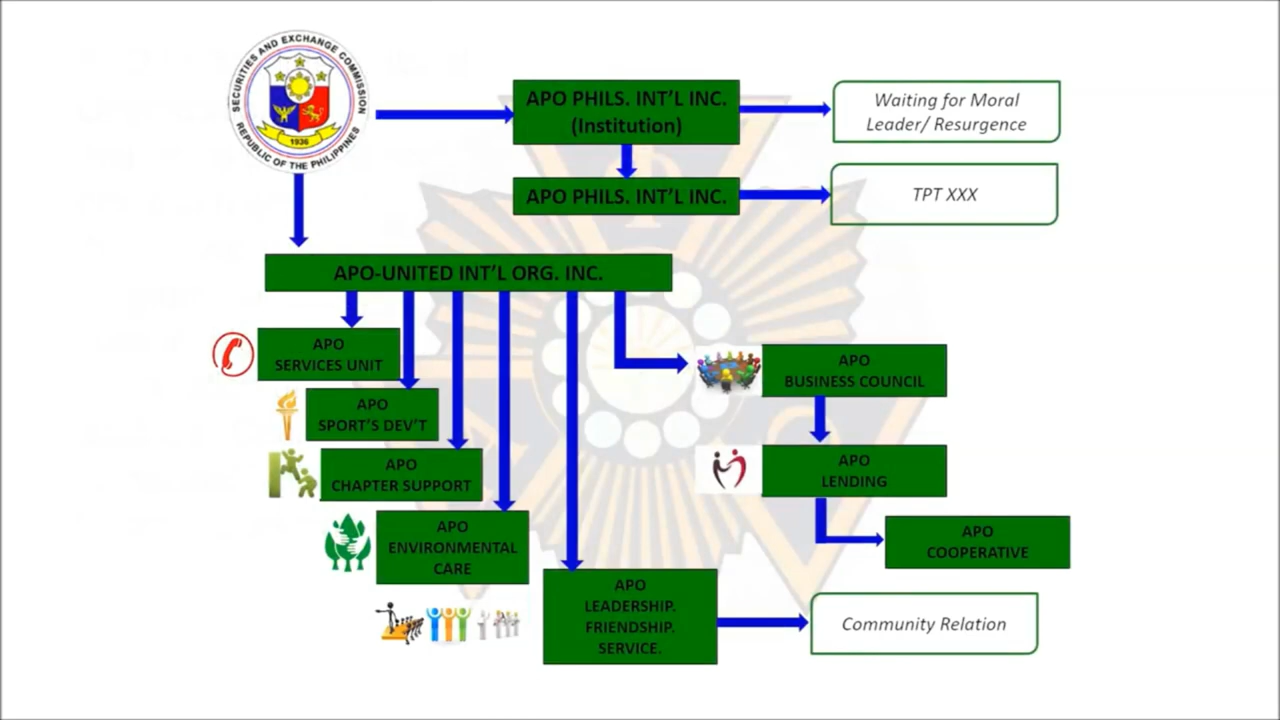 SECURITIES AND EXCHANGE COMMISSION
1936
REPUBLIC OF THE PHILIPPINES
APO PHILS. INT'L INC.
(Institution)
Waiting for Moral
Leader/ Resurgence
APO PHILS. INT'L INC.
TPT XXX
APO-UNITED INT'L ORG. INC.
APO
SERVICES UNIT
APO
BUSINESS COUNCIL
APO
SPORT'S DEV'T
APO
CHAPTER SUPPORT
APO
LENDING
APO
ENVIRONMENTAL
CARE
APO
COOPERATIVE
APO
LEADERSHIP.
FRIENDSHIP.
SERVICE.
Community Relation